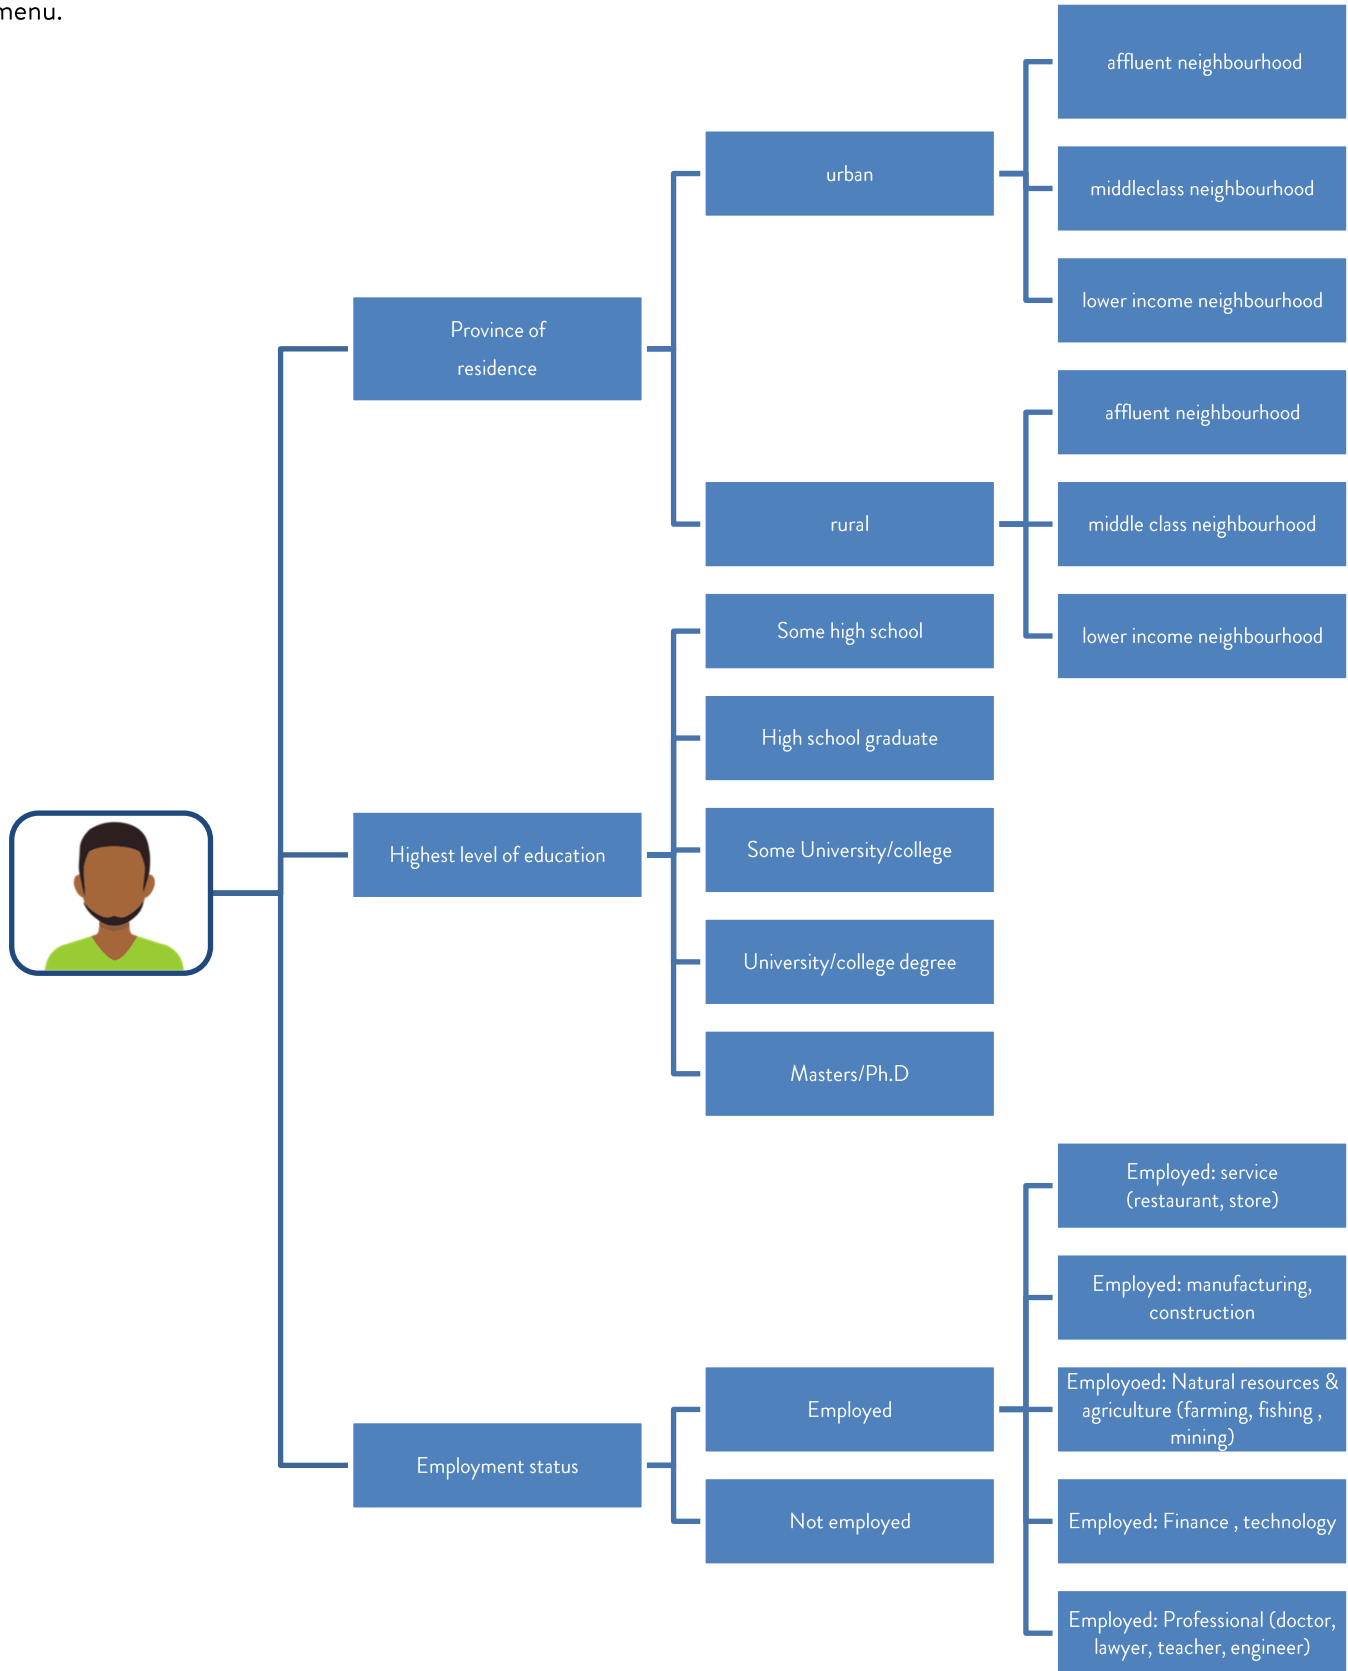 menu.
affluent neighbourhood
urban
middleclass neighbourhood
lower income neighbourhood
Province of
residence
affluent neighbourhood
rural
middle class neighbourhood
lower income neighbourhood
Some high school
High school graduate
Highest level of education
Some University/college
University/college degree
Masters/Ph.D
Employed: service
(restaurant, store)
Employed: manufacturing,
construction
Employed
Employoed: Natural resources &
agriculture (farming, fishing ,
mining)
Employment status
Not employed
Employed: Finance , technology
Employed: Professional (doctor,
lawyer, teacher, engineer)